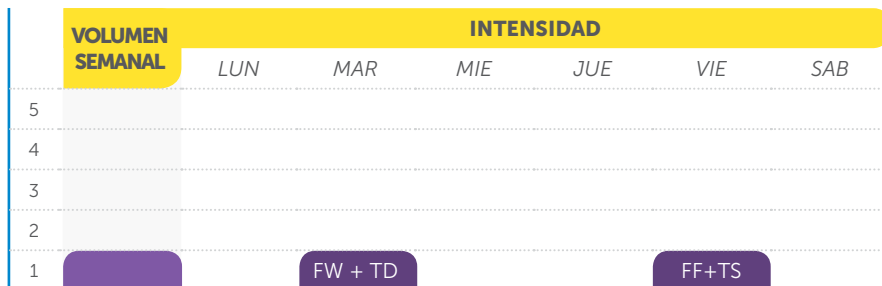 VOLUMEN
SEMANAL
INTENSIDAD
LUN MAR MIE JUE VIE SAB
5
4
3
2
1 FW + TD FF+TS